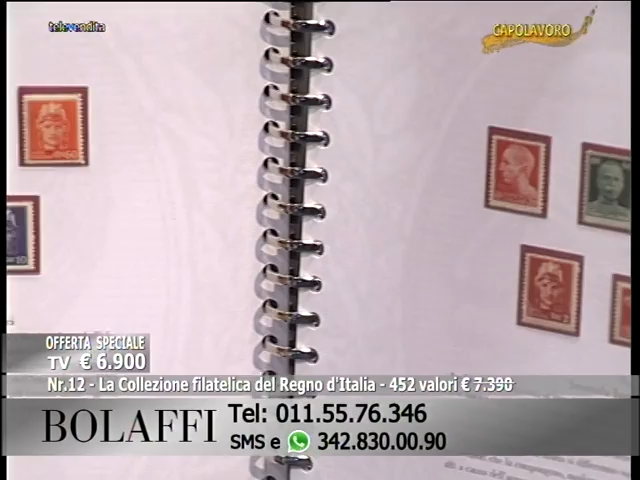 televendita
CAPOLAVORO
OFFERTA SPECIALE
TV € 6.900
Nr.12 - La Collezione filatelica del Regno d'Italia - 452 valori € 7.390
BOLAFFI
Tel: 011.55.76.346
SMS e 342.830.00.90